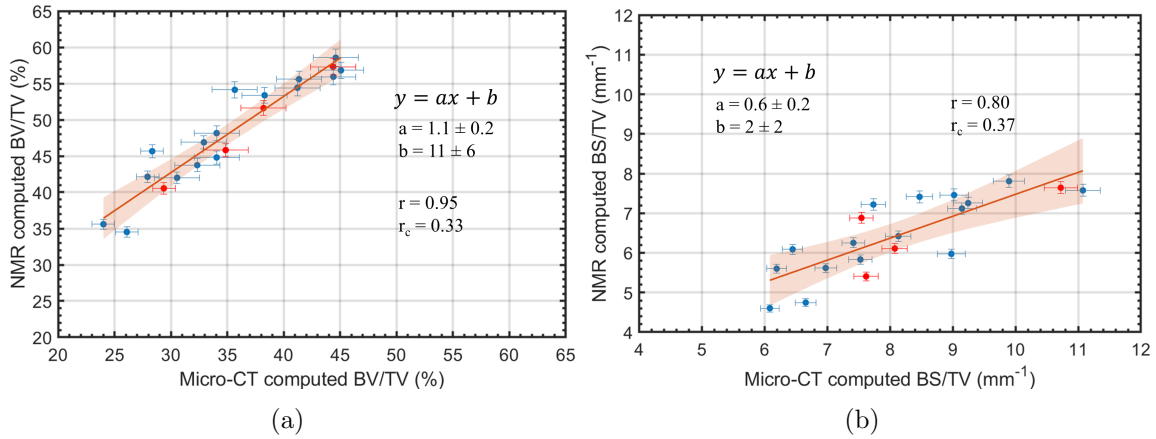 65
60
55
50
45
40
35
30
25
20
NMR computed BV/TV (%)
y = ax + b
a = 1.1 ± 0.2
b = 11 ± 6
r = 0.95
r_c = 0.33
20 25 30 35 40 45 50 55 60 65
Micro-CT computed BV/TV (%)
(a)
12
11
10
9
8
7
6
5
4
NMR computed BS/TV (mm⁻¹)
y = ax + b
a = 0.6 ± 0.2
b = 2 ± 2
r = 0.80
r_c = 0.37
4 5 6 7 8 9 10 11 12
Micro-CT computed BS/TV (mm⁻¹)
(b)